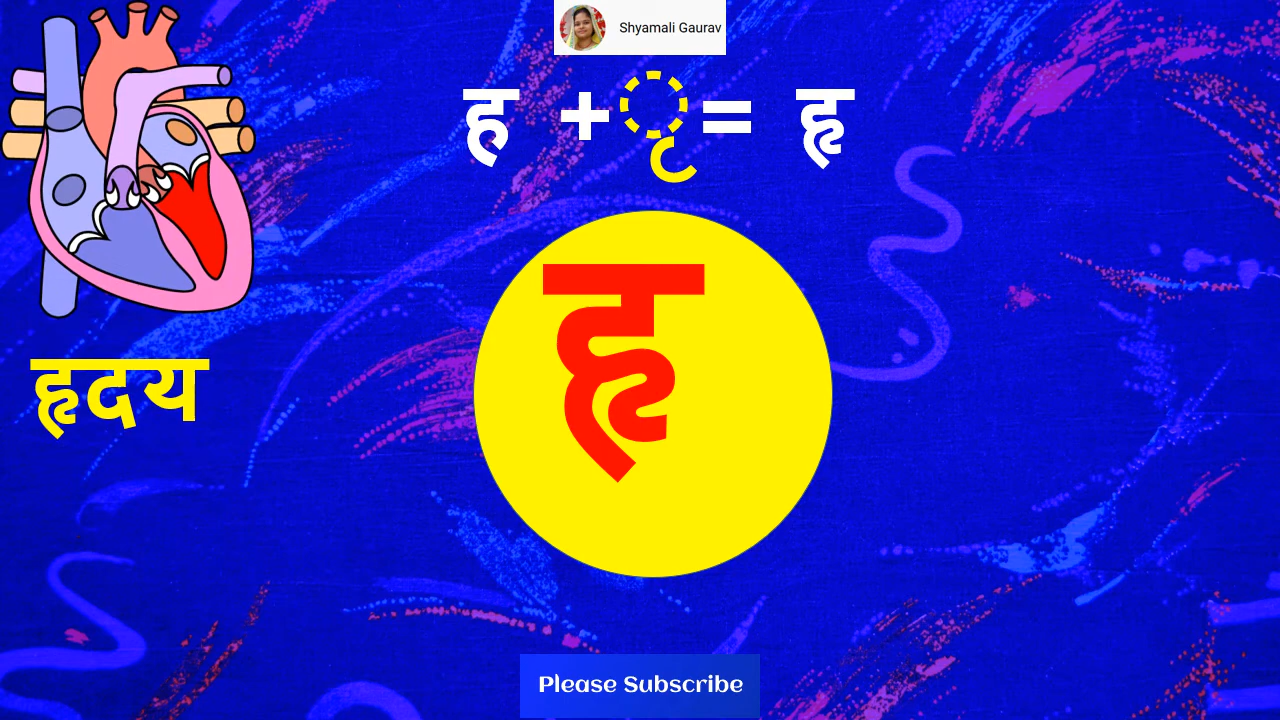 Shyamali Gaurav
ह + ृ = हृ
हृ
हृदय
Please Subscribe